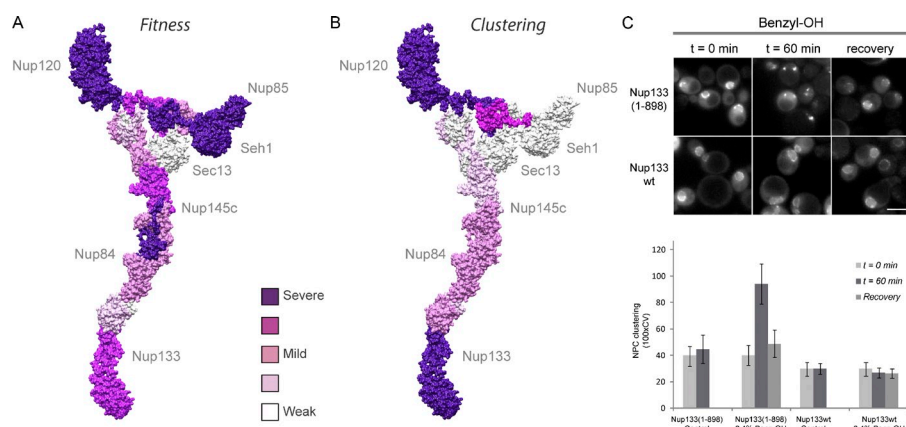 A
Fitness
Nup120
Nup85
Seh1
Sec13
Nup145c
Nup84
Nup133
Severe
Mild
Weak
B
Clustering
Nup120
Nup85
Seh1
Sec13
Nup145c
Nup84
Nup133
C
Benzyl-OH
t = 0 min
t = 60 min
recovery
Nup133
(1-898)
Nup133
wt
NPC clustering
(100xCV)
120
100
80
60
40
20
0
t = 0 min
t = 60 min
Recovery
Nup133(1-898)
Nup133(1-898)
Nup133wt
Nup133wt